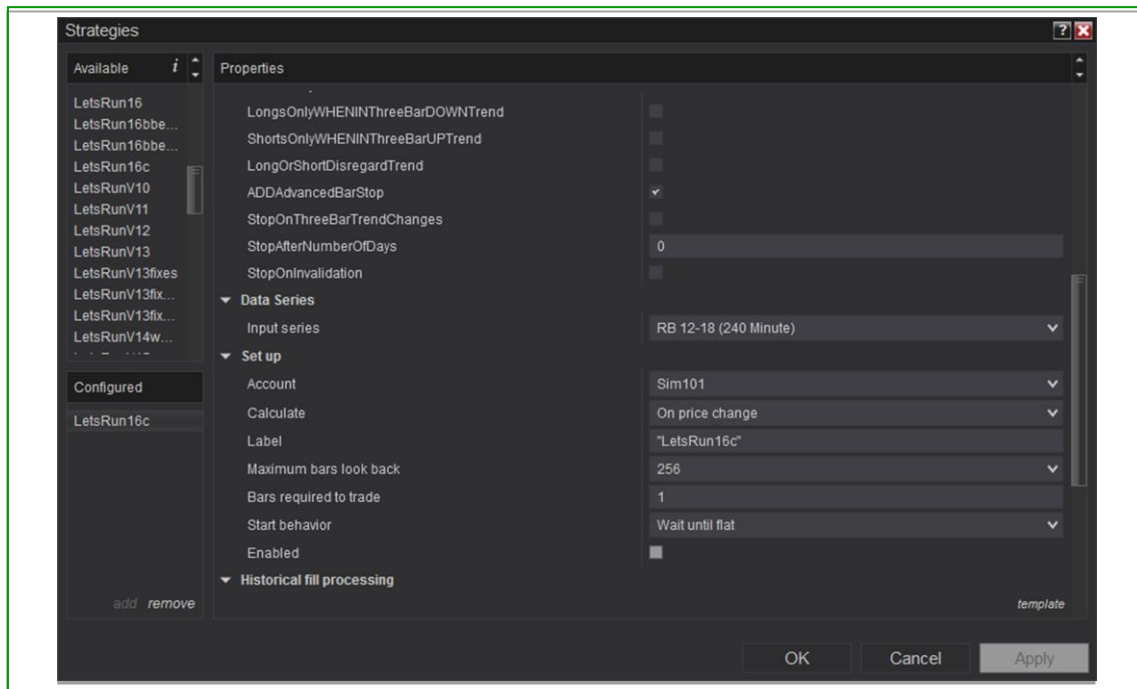 Strategies
?
Available i
Properties
LetsRun16
LetsRun16bbe...
LetsRun16bbe...
LetsRun16c
LetsRunV10
LetsRunV11
LetsRunV12
LetsRunV13
LetsRunV13fixes
LetsRunV13fix...
LetsRunV13fix...
LetsRunV14w...
Configured
LetsRun16c
add remove
LongsOnlyWHENINThreeBarDOWNTrend
ShortsOnlyWHENINThreeBarUPTrend
LongOrShortDisregardTrend
ADDAdvancedBarStop
StopOnThreeBarTrendChanges
StopAfterNumberOfDays 0
StopOnInvalidation
Data Series
Input series RB 12-18 (240 Minute)
Set up
Account Sim101
Calculate On price change
Label "LetsRun16c"
Maximum bars look back 256
Bars required to trade 1
Start behavior Wait until flat
Enabled
Historical fill processing
template
OK Cancel Apply